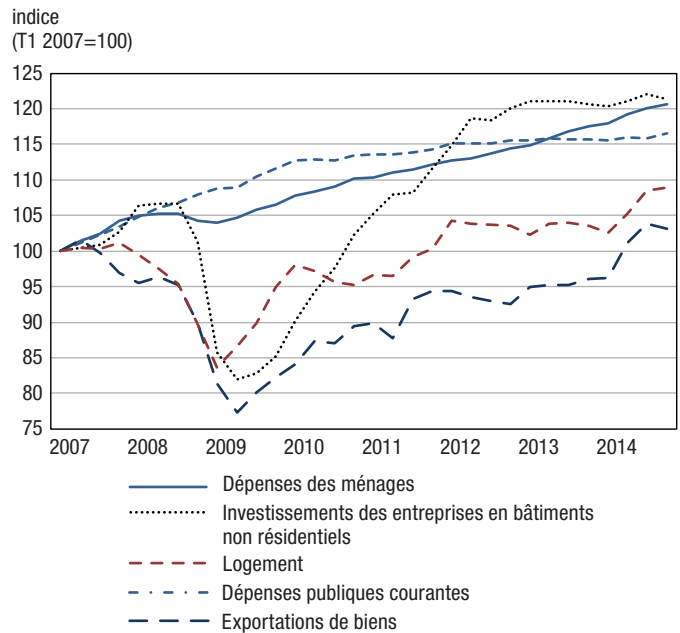 indice
(T1 2007=100)
125
120
115
110
105
100
95
90
85
80
75
2007 2008 2009 2010 2011 2012 2013 2014
Dépenses des ménages
Investissements des entreprises en bâtiments
non résidentiels
Logement
Dépenses publiques courantes
Exportations de biens